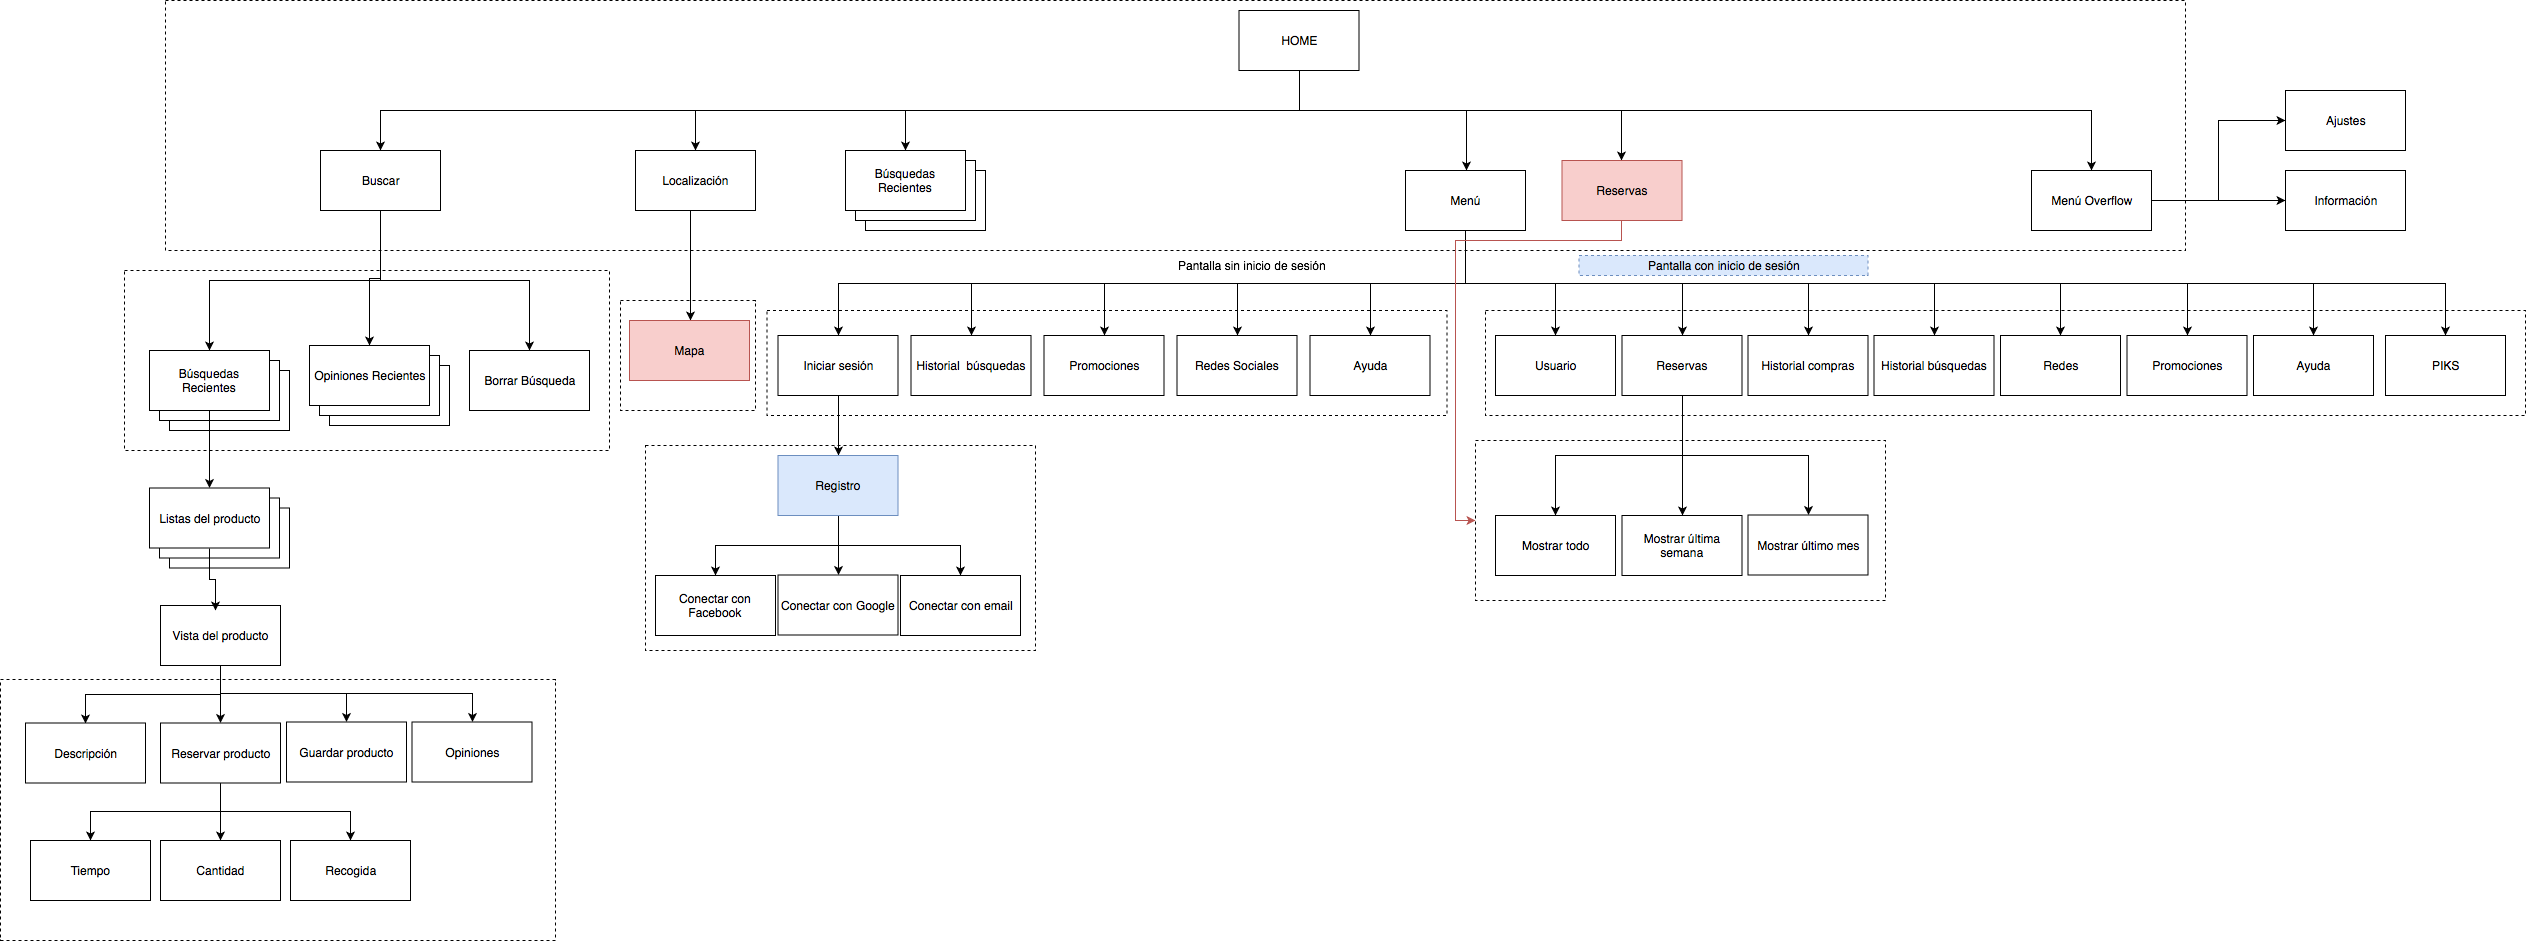 HOME
Ajustes
Buscar
Localización
Búsquedas
Recientes
Menú
Reservas
Menú Overflow
Información
Pantalla sin inicio de sesión
Pantalla con inicio de sesión
Búsquedas
Recientes
Opiniones Recientes
Borrar Búsqueda
Mapa
Iniciar sesión
Historial  búsquedas
Promociones
Redes Sociales
Ayuda
Usuario
Reservas
Historial compras
Historial búsquedas
Redes
Promociones
Ayuda
PIKS
Registro
Listas del producto
Mostrar todo
Mostrar última
semana
Mostrar último mes
Conectar con
Facebook
Conectar con Google
Conectar con email
Vista del producto
Descripción
Reservar producto
Guardar producto
Opiniones
Tiempo
Cantidad
Recogida